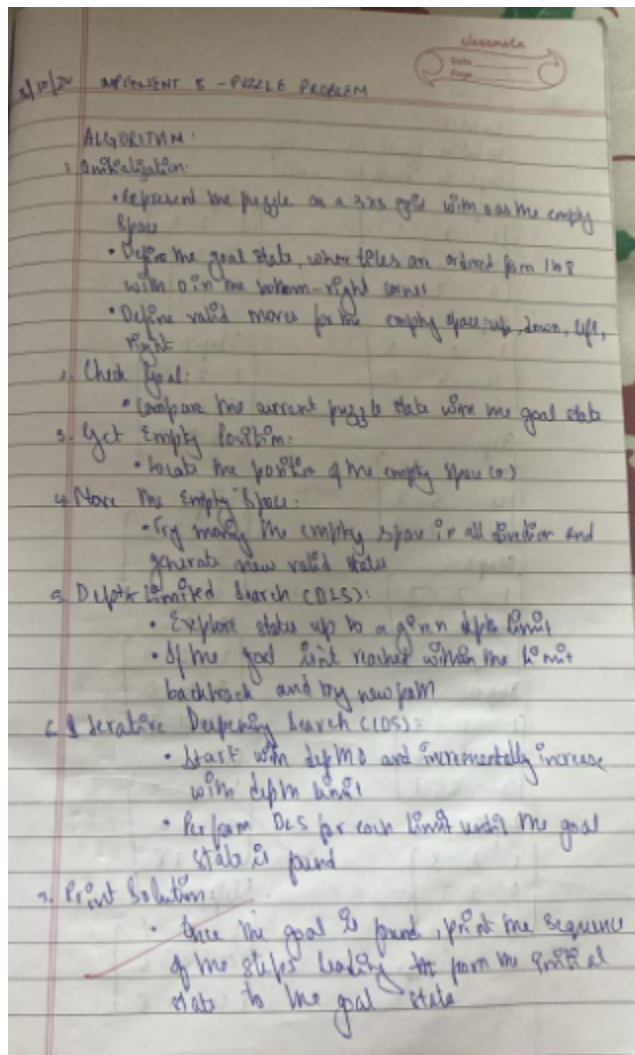 classmate
Date
Page
8/10/24 IMPLEMENT 8 - PUZZLE PROBLEM
ALGORITHM:
1. Initialization:
• Represent the puzzle as a 3x3 grid with 0 as the empty
space
• Define the goal state, where tiles are ordered from 1 to 8
with 0 in the bottom-right corner
• Define valid moves for the empty space: up, down, left,
right
2. Check Goal:
• Compare the current puzzle state with the goal state
3. Get Empty Position:
• Locate the position of the empty space (0)
4. Move the Empty Space:
• Try moving the empty space in all direction and
generate new valid states
5. Depth Limited Search (DLS):
• Explore states up to a given depth limit
• If the goal isn't reached within the limit
backtrack and try new path
6. Iterative Deepening Search (IDS):
• Start with depth 0 and incrementally increase
with depth limit
• Perform DLS for each limit until the goal
state is found
7. Print Solution:
• Once the goal is found, print the sequence
of the steps leading from the initial
state to the goal state